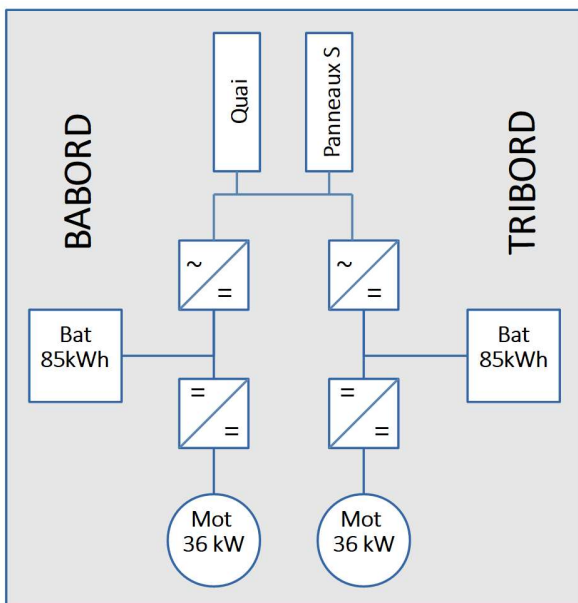 Quai
Panneaux S
BABORD
TRIBORD
~
=
~
=
Bat
85kWh
Bat
85kWh
=
=
=
=
Mot
36 kW
Mot
36 kW